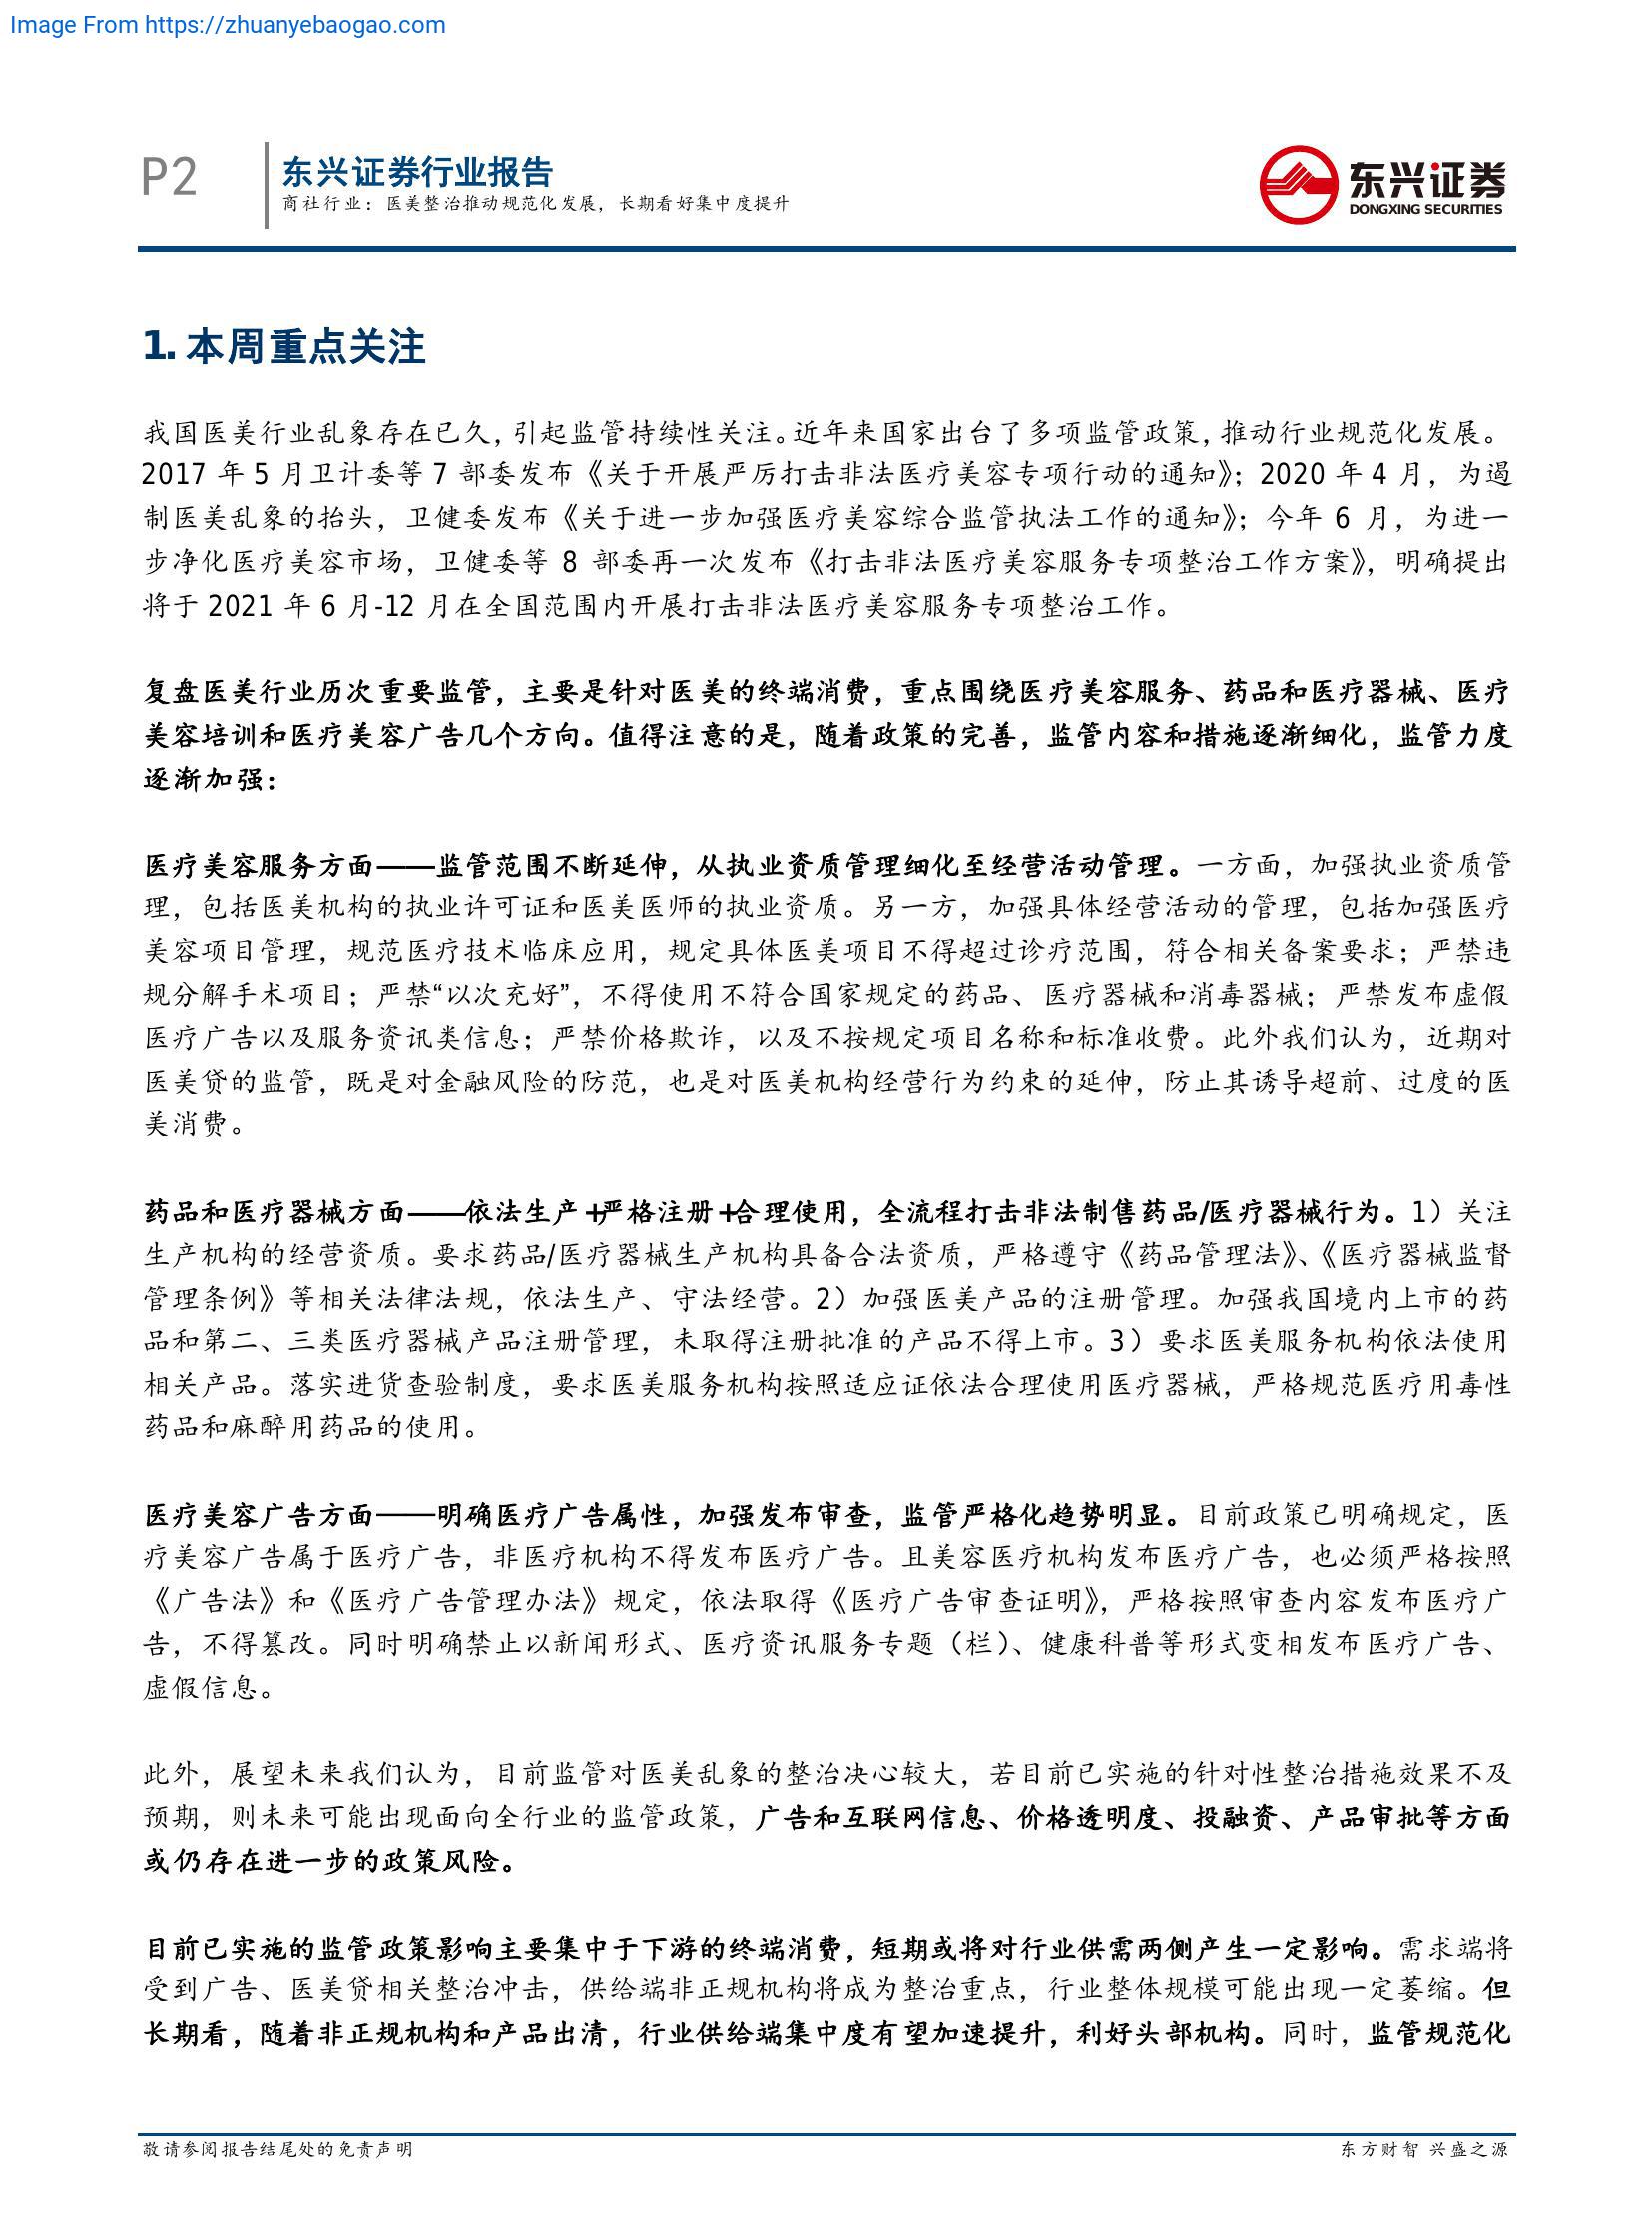 Image From https://zhuanyebaogao.com
P2
东兴证券行业报告
商社行业：医美整治推动规范化发展，长期看好集中度提升
东兴证券
DONGXING SECURITIES
1. 本周重点关注
我国医美行业乱象存在已久，引起监管持续性关注。近年来国家出台了多项监管政策，推动行业规范化发展。
2017 年 5 月卫计委等 7 部委发布《关于开展严厉打击非法医疗美容专项行动的通知》；2020 年 4 月，为遏
制医美乱象的抬头，卫健委发布《关于进一步加强医疗美容综合监管执法工作的通知》；今年 6 月，为进一
步净化医疗美容市场，卫健委等 8 部委再一次发布《打击非法医疗美容服务专项整治工作方案》，明确提出
将于 2021 年 6 月-12 月在全国范围内开展打击非法医疗美容服务专项整治工作。
复盘医美行业历次重要监管，主要是针对医美的终端消费，重点围绕医疗美容服务、药品和医疗器械、医疗
美容培训和医疗美容广告几个方向。值得注意的是，随着政策的完善，监管内容和措施逐渐细化，监管力度
逐渐加强：
医疗美容服务方面——监管范围不断延伸，从执业资质管理细化至经营活动管理。一方面，加强执业资质管
理，包括医美机构的执业许可证和医美医师的执业资质。另一方，加强具体经营活动的管理，包括加强医疗
美容项目管理，规范医疗技术临床应用，规定具体医美项目不得超过诊疗范围，符合相关备案要求；严禁违
规分解手术项目；严禁“以次充好”，不得使用不符合国家规定的药品、医疗器械和消毒器械；严禁发布虚假
医疗广告以及服务资讯类信息；严禁价格欺诈，以及不按规定项目名称和标准收费。此外我们认为，近期对
医美贷的监管，既是对金融风险的防范，也是对医美机构经营行为约束的延伸，防止其诱导超前、过度的医
美消费。
药品和医疗器械方面——依法生产+严格注册+合理使用，全流程打击非法制售药品/医疗器械行为。1）关注
生产机构的经营资质。要求药品/医疗器械生产机构具备合法资质，严格遵守《药品管理法》、《医疗器械监督
管理条例》等相关法律法规，依法生产、守法经营。2）加强医美产品的注册管理。加强我国境内上市的药
品和第二、三类医疗器械产品注册管理，未取得注册批准的产品不得上市。3）要求医美服务机构依法使用
相关产品。落实进货查验制度，要求医美服务机构按照适应证依法合理使用医疗器械，严格规范医疗用毒性
药品和麻醉用药品的使用。
医疗美容广告方面——明确医疗广告属性，加强发布审查，监管严格化趋势明显。目前政策已明确规定，医
疗美容广告属于医疗广告，非医疗机构不得发布医疗广告。且美容医疗机构发布医疗广告，也必须严格按照
《广告法》和《医疗广告管理办法》规定，依法取得《医疗广告审查证明》，严格按照审查内容发布医疗广
告，不得篡改。同时明确禁止以新闻形式、医疗资讯服务专题（栏）、健康科普等形式变相发布医疗广告、
虚假信息。
此外，展望未来我们认为，目前监管对医美乱象的整治决心较大，若目前已实施的针对性整治措施效果不及
预期，则未来可能出现面向全行业的监管政策，广告和互联网信息、价格透明度、投融资、产品审批等方面
或仍存在进一步的政策风险。
目前已实施的监管政策影响主要集中于下游的终端消费，短期或将对行业供需两侧产生一定影响。需求端将
受到广告、医美贷相关整治冲击，供给端非正规机构将成为整治重点，行业整体规模可能出现一定萎缩。但
长期看，随着非正规机构和产品出清，行业供给端集中度有望加速提升，利好头部机构。同时，监管规范化
敬请参阅报告结尾处的免责声明
东方财智 兴盛之源